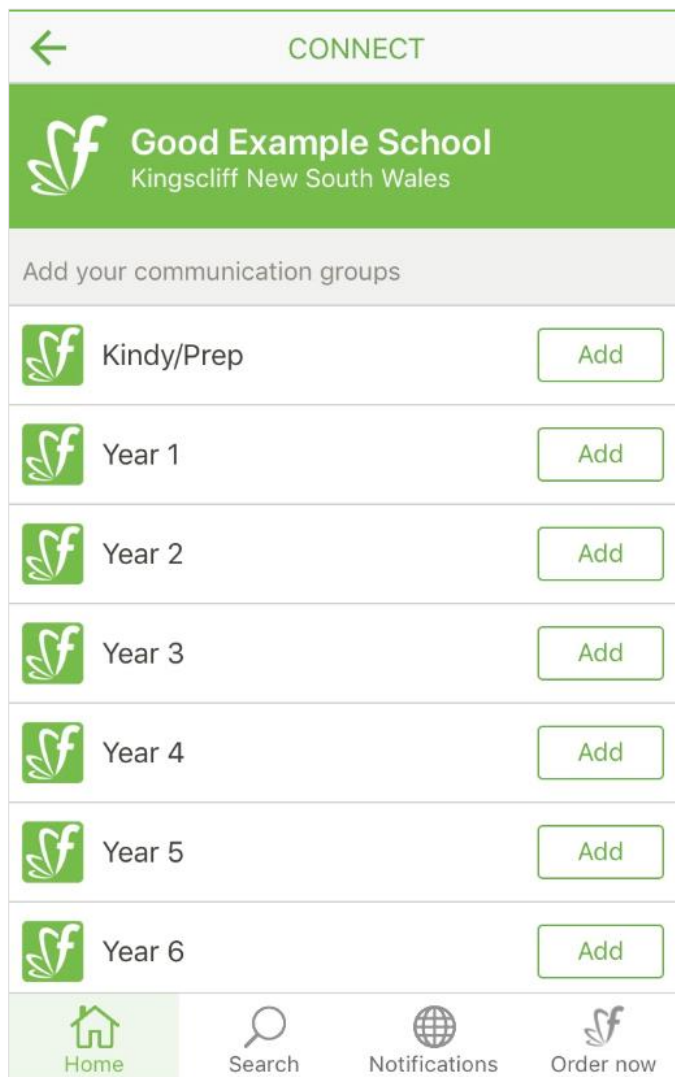 CONNECT
Good Example School
Kingscliff New South Wales
Add your communication groups
Kindy/Prep Add
Year 1 Add
Year 2 Add
Year 3 Add
Year 4 Add
Year 5 Add
Year 6 Add
Home Search Notifications Order now